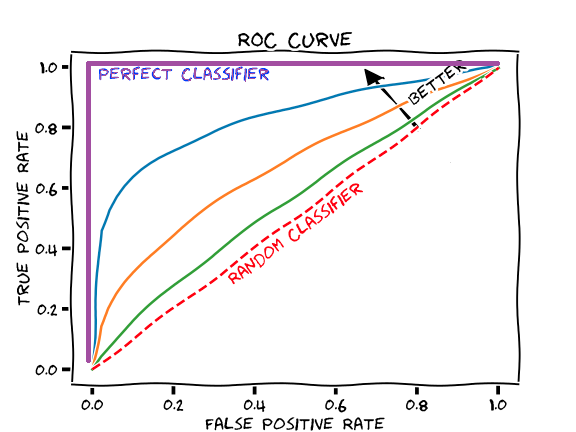 ROC CURVE
PERFECT CLASSIFIER
BETTER
RANDOM CLASSIFIER
TRUE POSITIVE RATE
1.0
0.8
0.6
0.4
0.2
0.0
0.0 0.2 0.4 0.6 0.8 1.0
FALSE POSITIVE RATE